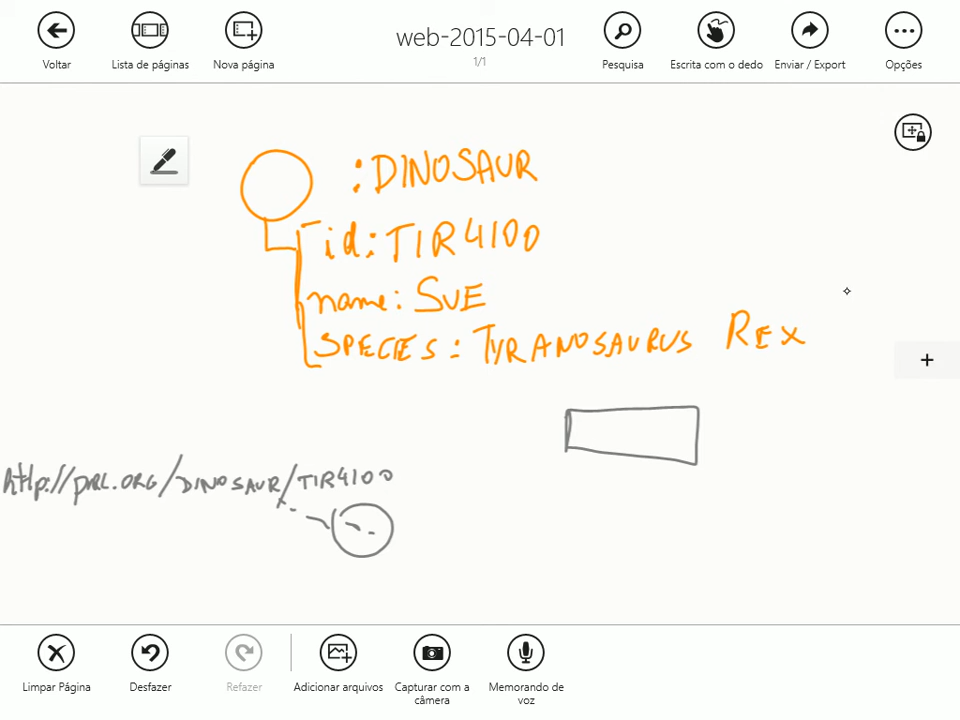 web-2015-04-01
1/1
Voltar
Lista de páginas
Nova página
Pesquisa
Escrita com o dedo
Enviar / Export
Opções
:DINOSAUR
id:TIR4100
name: SUE
SPECIES: TYRANOSAURUS REX
http://purl.org/DINOSAUR/TIR4100
Limpar Página
Desfazer
Refazer
Adicionar arquivos
Capturar com a
câmera
Memorando de
voz